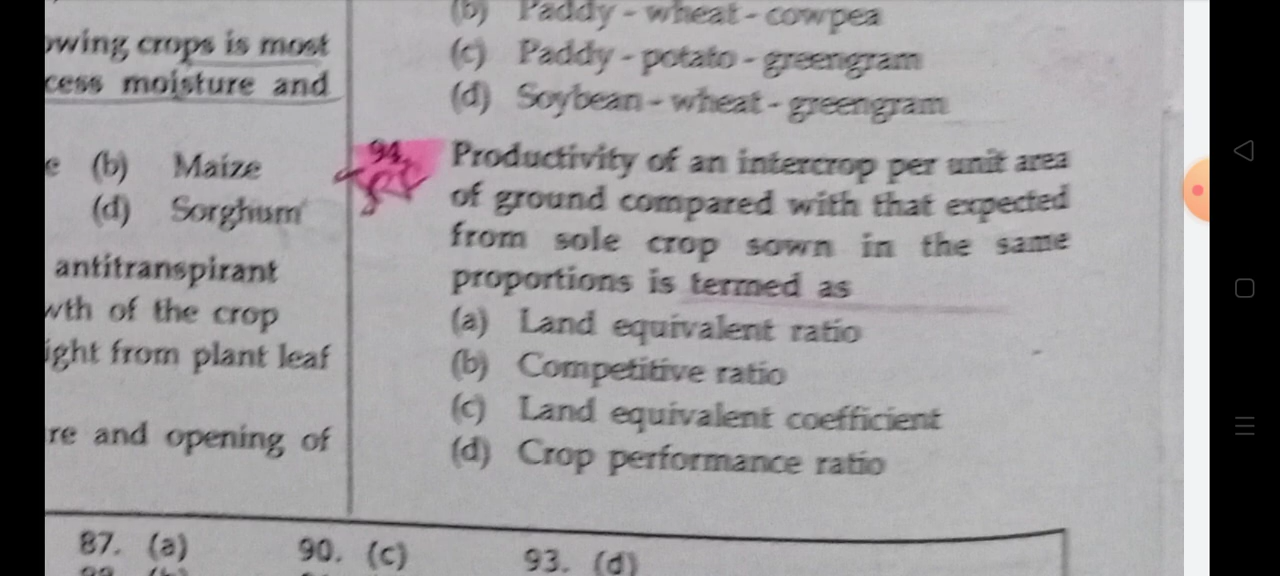 owing crops is most
cess moisture and
e (b) Maize
(d) Sorghum
antitranspirant
wth of the crop
ight from plant leaf
re and opening of
(b) Paddy - wheat - cowpea
(c) Paddy - potato - greengram
(d) Soybean - wheat - greengram
94. Productivity of an intercrop per unit area
of ground compared with that expected
from sole crop sown in the same
proportions is termed as
(a) Land equivalent ratio
(b) Competitive ratio
(c) Land equivalent coefficient
(d) Crop performance ratio
87. (a) 90. (c) 93. (d)